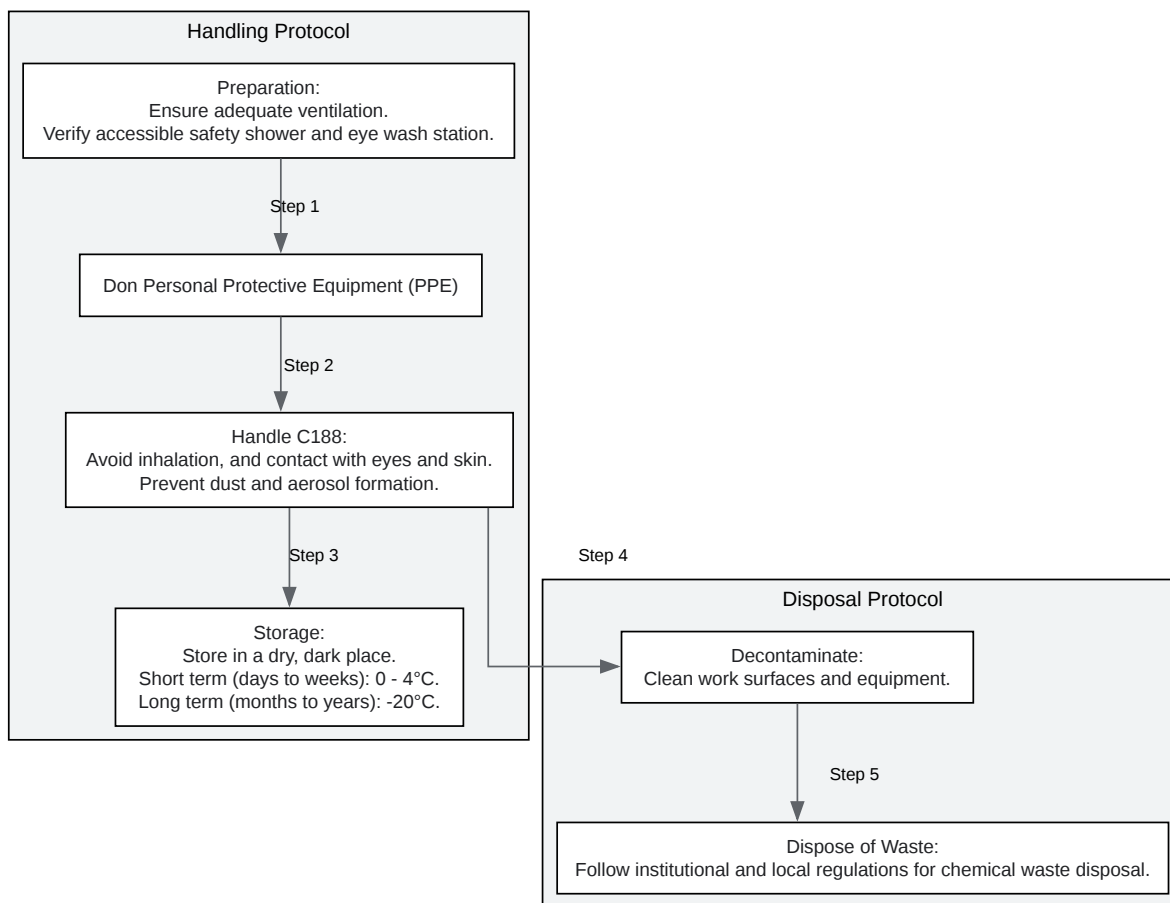 Handling Protocol
Preparation:
Ensure adequate ventilation.
Verify accessible safety shower and eye wash station.
Step 1
Don Personal Protective Equipment (PPE)
Step 2
Handle C188:
Avoid inhalation, and contact with eyes and skin.
Prevent dust and aerosol formation.
Step 3
Storage:
Store in a dry, dark place.
Short term (days to weeks): 0 - 4°C.
Long term (months to years): -20°C.
Step 4
Disposal Protocol
Decontaminate:
Clean work surfaces and equipment.
Step 5
Dispose of Waste:
Follow institutional and local regulations for chemical waste disposal.